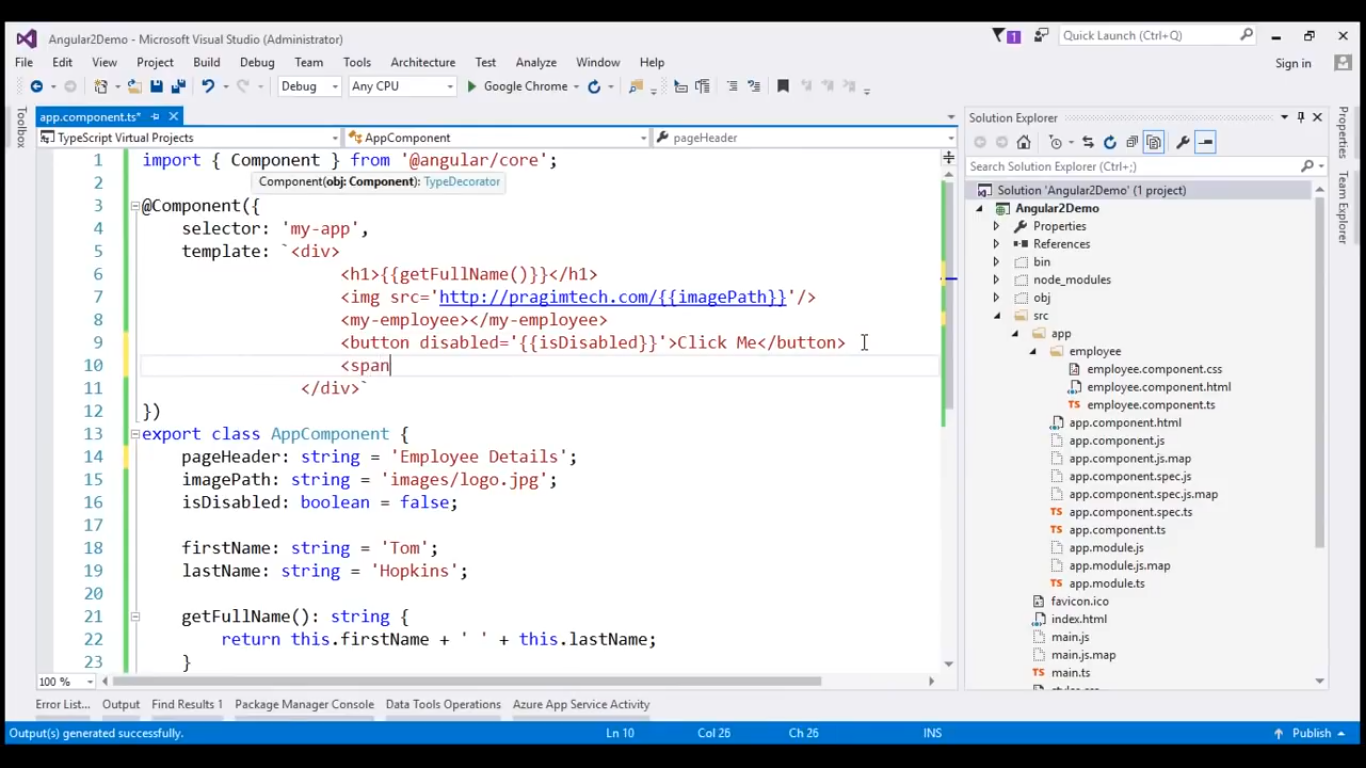 Angular2Demo - Microsoft Visual Studio (Administrator)
1
Quick Launch (Ctrl+Q)
File Edit View Project Build Debug Team Tools Architecture Test Analyze Window Help
Sign in
Debug Any CPU Google Chrome
Toolbox
app.component.ts*
TypeScript Virtual Projects AppComponent pageHeader
1 import { Component } from '@angular/core';
Component(obj: Component): TypeDecorator
2
3 @Component({
4 selector: 'my-app',
5 template: `<div>
6 <h1>{{getFullName()}}</h1>
7 <img src='http://pragimtech.com/{{imagePath}}'/>
8 <my-employee></my-employee>
9 <button disabled='{{isDisabled}}'>Click Me</button>
10 <span
11 </div>`
12 })
13 export class AppComponent {
14 pageHeader: string = 'Employee Details';
15 imagePath: string = 'images/logo.jpg';
16 isDisabled: boolean = false;
17
18 firstName: string = 'Tom';
19 lastName: string = 'Hopkins';
20
21 getFullName(): string {
22 return this.firstName + ' ' + this.lastName;
23 }
100 %
Solution Explorer
Search Solution Explorer (Ctrl+;)
Solution 'Angular2Demo' (1 project)
Angular2Demo
Properties
References
bin
node_modules
obj
src
app
employee
employee.component.css
employee.component.html
employee.component.ts
app.component.html
app.component.js
app.component.js.map
app.component.spec.js
app.component.spec.js.map
TS app.component.spec.ts
TS app.component.ts
app.module.js
app.module.js.map
TS app.module.ts
favicon.ico
index.html
main.js
main.js.map
TS main.ts
Properties
Team Explorer
Error List... Output Find Results 1 Package Manager Console Data Tools Operations Azure App Service Activity
Output(s) generated successfully. Ln 10 Col 26 Ch 26 INS Publish